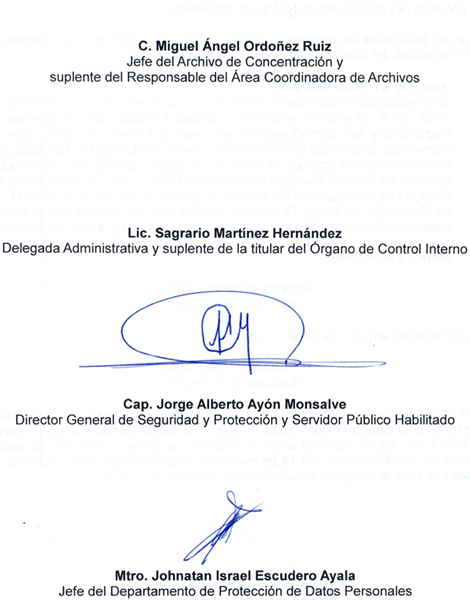 C. Miguel Ángel Ordoñez Ruiz
Jefe del Archivo de Concentración y
suplente del Responsable del Área Coordinadora de Archivos
Lic. Sagrario Martínez Hernández
Delegada Administrativa y suplente de la titular del Órgano de Control Interno
Cap. Jorge Alberto Ayón Monsalve
Director General de Seguridad y Protección y Servidor Público Habilitado
Mtro. Johnatan Israel Escudero Ayala
Jefe del Departamento de Protección de Datos Personales